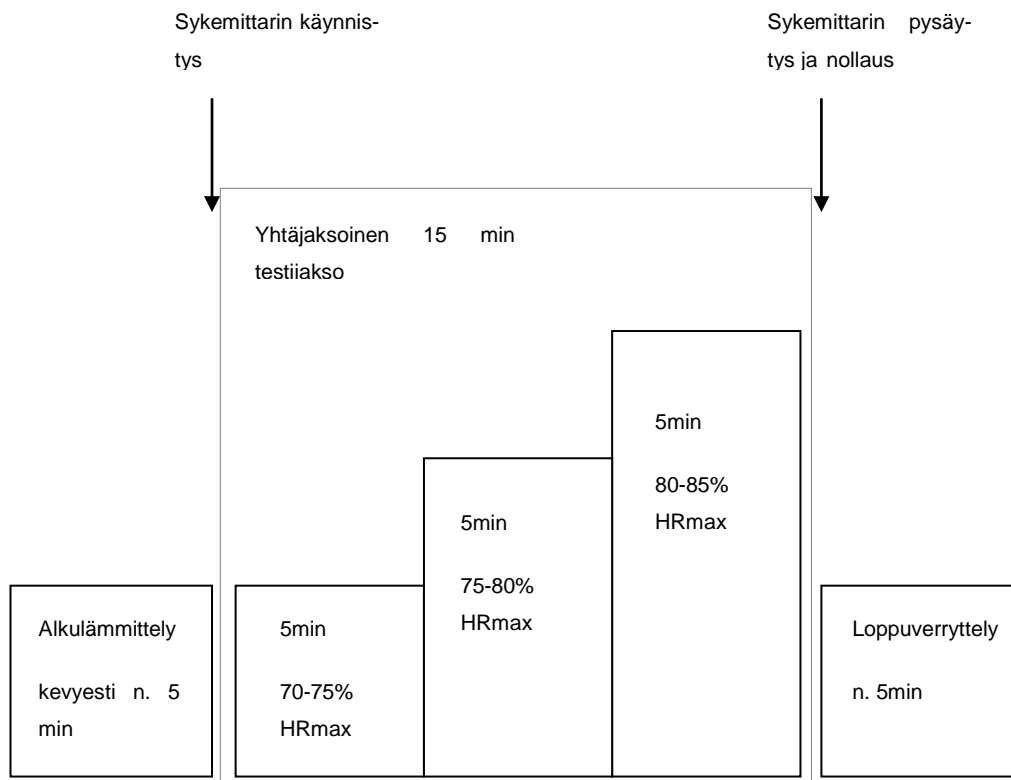 Sykemittarin käynnis-
tys
Sykemittarin pysäy-
tys ja nollaus
Yhtäjaksoinen 15 min
testiiakso
5min
80-85%
HRmax
5min
75-80%
HRmax
Alkulämmittely
kevyesti n. 5
min
5min
70-75%
HRmax
Loppuverryttely
n. 5min